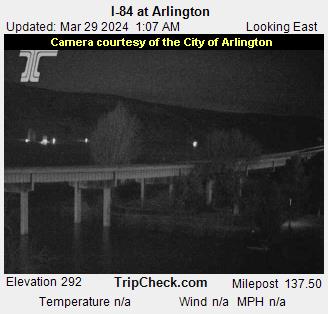 I-84 at Arlington
Updated: Mar 29 2024 1:07 AM Looking East
Camera courtesy of the City of Arlington
Elevation 292 TripCheck.com Milepost 137.50
Temperature n/a Wind n/a MPH n/a